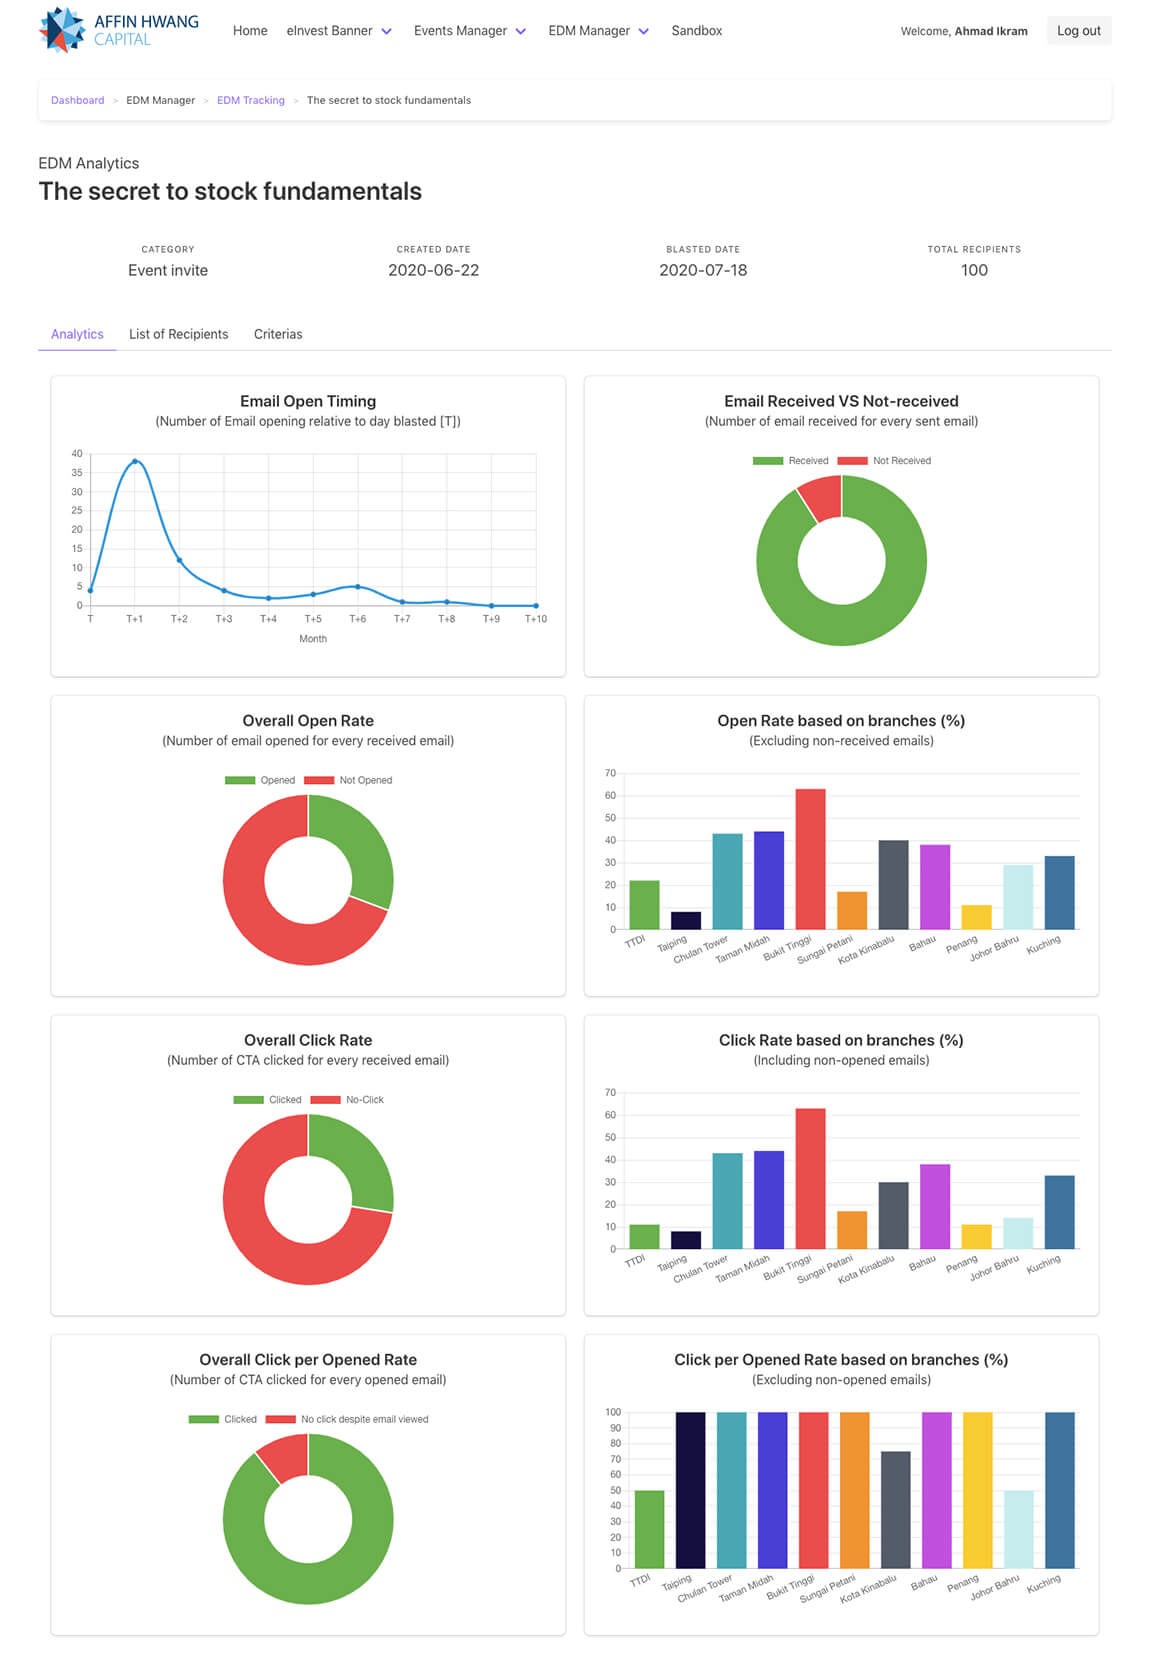 AFFIN HWANG
CAPITAL
Home eInvest Banner Events Manager EDM Manager Sandbox Welcome, Ahmad Ikram Log out
Dashboard > EDM Manager > EDM Tracking > The secret to stock fundamentals
EDM Analytics
The secret to stock fundamentals
CATEGORY CREATED DATE BLASTED DATE TOTAL RECIPIENTS
Event invite 2020-06-22 2020-07-18 100
Analytics List of Recipients Criterias
Email Open Timing
(Number of Email opening relative to day blasted [T])
40
35
30
25
20
15
10
5
0
T T+1 T+2 T+3 T+4 T+5 T+6 T+7 T+8 T+9 T+10
Month
Email Received VS Not-received
(Number of email received for every sent email)
Received Not Received
Overall Open Rate
(Number of email opened for every received email)
Opened Not Opened
Open Rate based on branches (%)
(Excluding non-received emails)
70
60
50
40
30
20
10
0
TTDI Taiping Chulan Tower Taman Midah Bukit Tinggi Sungai Petani Kota Kinabalu Bahau Penang Johor Bahru Kuching
Overall Click Rate
(Number of CTA clicked for every received email)
Clicked No-Click
Click Rate based on branches (%)
(Including non-opened emails)
70
60
50
40
30
20
10
0
TTDI Taiping Chulan Tower Taman Midah Bukit Tinggi Sungai Petani Kota Kinabalu Bahau Penang Johor Bahru Kuching
Overall Click per Opened Rate
(Number of CTA clicked for every opened email)
Clicked No click despite email viewed
Click per Opened Rate based on branches (%)
(Excluding non-opened emails)
100
90
80
70
60
50
40
30
20
10
0
TTDI Taiping Chulan Tower Taman Midah Bukit Tinggi Sungai Petani Kota Kinabalu Bahau Penang Johor Bahru Kuching